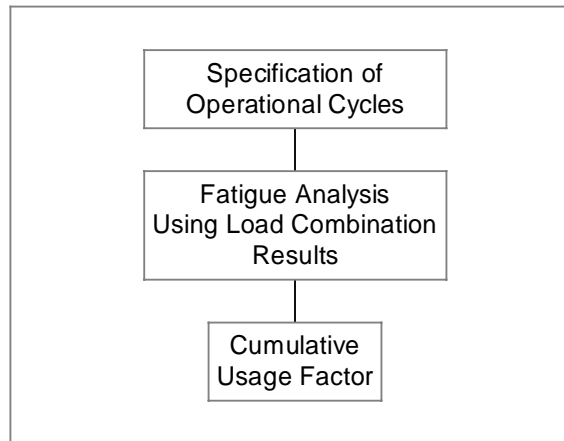 Specification of
Operational Cycles
Fatigue Analysis
Using Load Combination
Results
Cumulative
Usage Factor